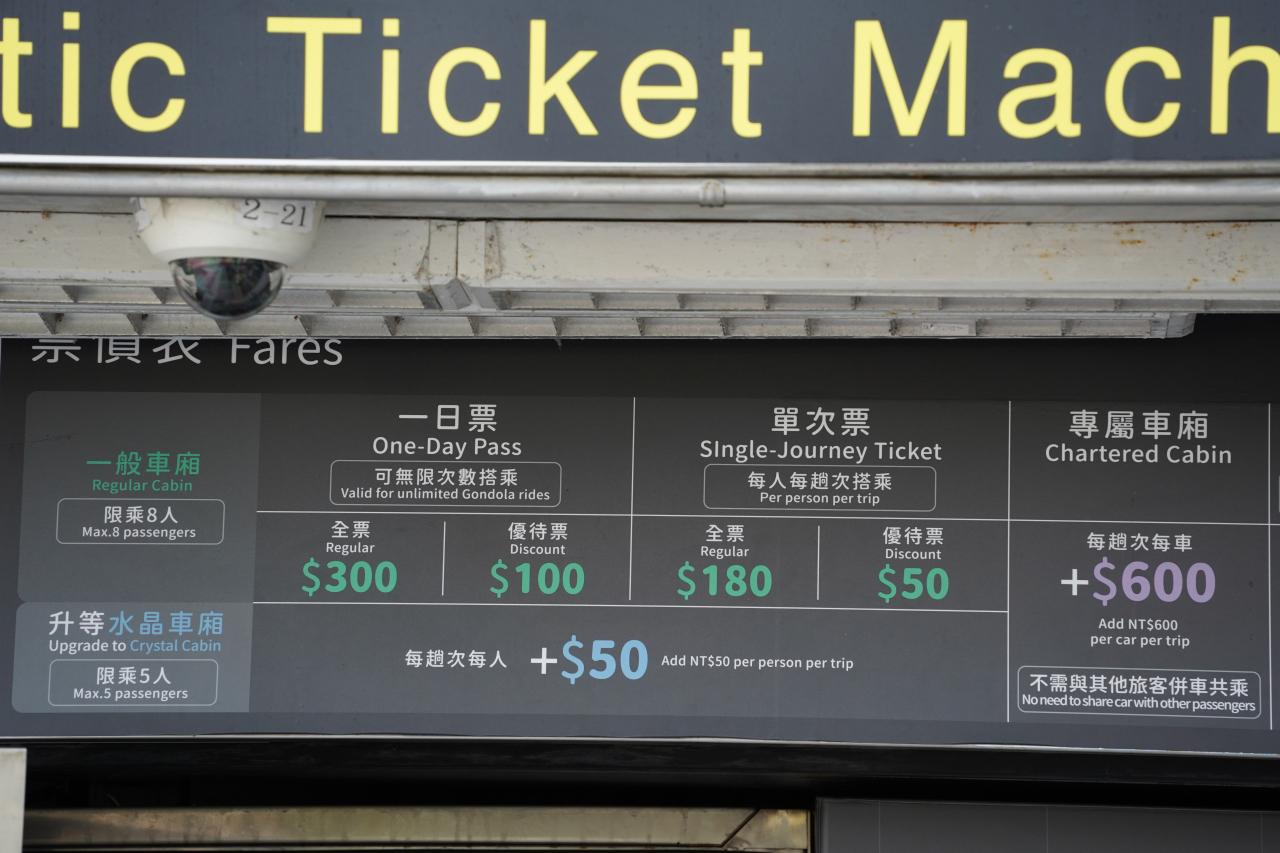 tic Ticket Mach
2-21
票價表 Fares
一般車廂
Regular Cabin
限乘8人
Max.8 passengers
一日票
One-Day Pass
可無限次數搭乘
Valid for unlimited Gondola rides
單次票
SIngle-Journey Ticket
每人每趟次搭乘
Per person per trip
專屬車廂
Chartered Cabin
全票
Regular
$300
優待票
Discount
$100
全票
Regular
$180
優待票
Discount
$50
每趟次每車
+$600
Add NT$600
per car per trip
不需與其他旅客併車共乘
No need to share car with other passengers
升等水晶車廂
Upgrade to Crystal Cabin
限乘5人
Max.5 passengers
每趟次每人 +$50 Add NT$50 per person per trip